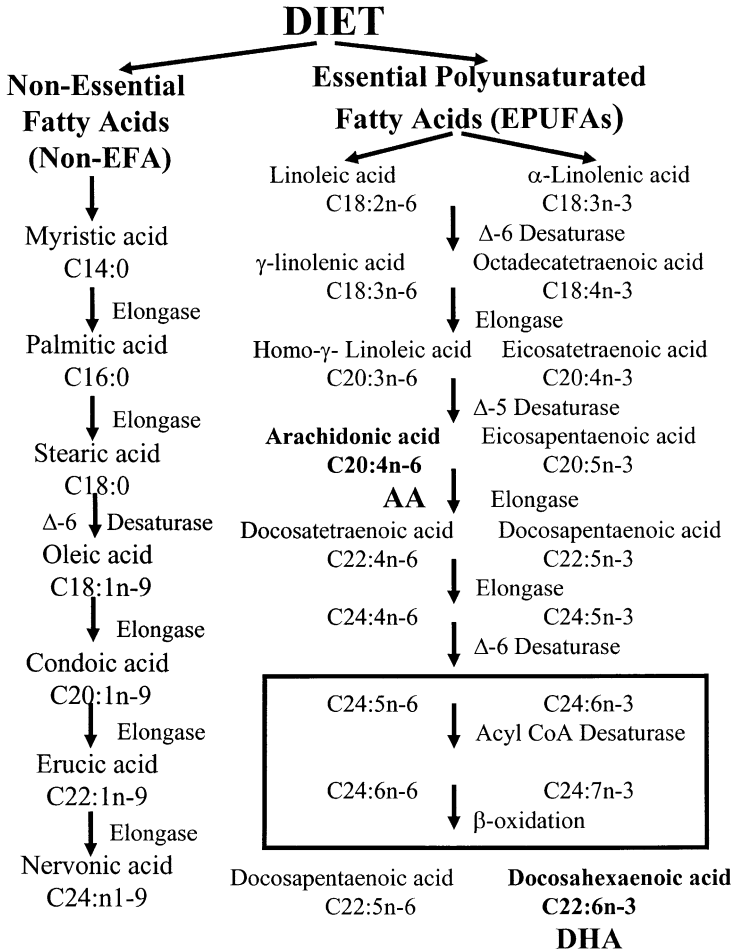 DIET
Non-Essential
Fatty Acids
(Non-EFA)
Myristic acid
C14:0
Elongase
Palmitic acid
C16:0
Elongase
Stearic acid
C18:0
Δ-6 Desaturase
Oleic acid
C18:1n-9
Elongase
Condoic acid
C20:1n-9
Elongase
Erucic acid
C22:1n-9
Elongase
Nervonic acid
C24:n1-9
Essential Polyunsaturated
Fatty Acids (EPUFAs)
Linoleic acid α-Linolenic acid
C18:2n-6 C18:3n-3
Δ-6 Desaturase
γ-linolenic acid Octadecatetraenoic acid
C18:3n-6 C18:4n-3
Elongase
Homo-γ- Linoleic acid Eicosatetraenoic acid
C20:3n-6 C20:4n-3
Δ-5 Desaturase
Arachidonic acid Eicosapentaenoic acid
C20:4n-6 C20:5n-3
AA Elongase
Docosatetraenoic acid Docosapentaenoic acid
C22:4n-6 C22:5n-3
Elongase
C24:4n-6 C24:5n-3
Δ-6 Desaturase
C24:5n-6 C24:6n-3
Acyl CoA Desaturase
C24:6n-6 C24:7n-3
β-oxidation
Docosapentaenoic acid Docosahexaenoic acid
C22:5n-6 C22:6n-3
DHA